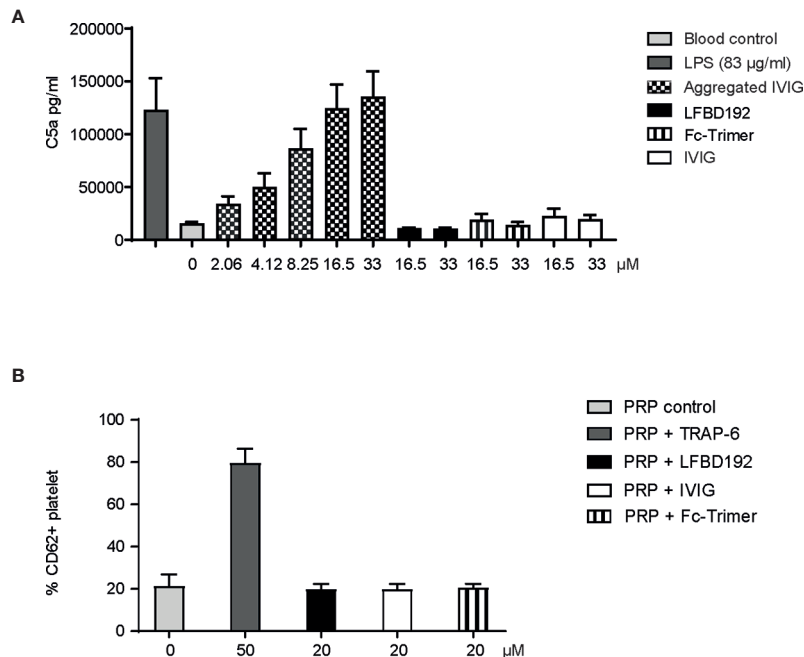 A
C5a pg/ml
200000
150000
100000
50000
0
0 2.06 4.12 8.25 16.5 33 16.5 33 16.5 33 16.5 33 μM
Blood control
LPS (83 μg/ml)
Aggregated IVIG
LFBD192
Fc-Trimer
IVIG
B
% CD62+ platelet
100
80
60
40
20
0
0 50 20 20 20 μM
PRP control
PRP + TRAP-6
PRP + LFBD192
PRP + IVIG
PRP + Fc-Trimer